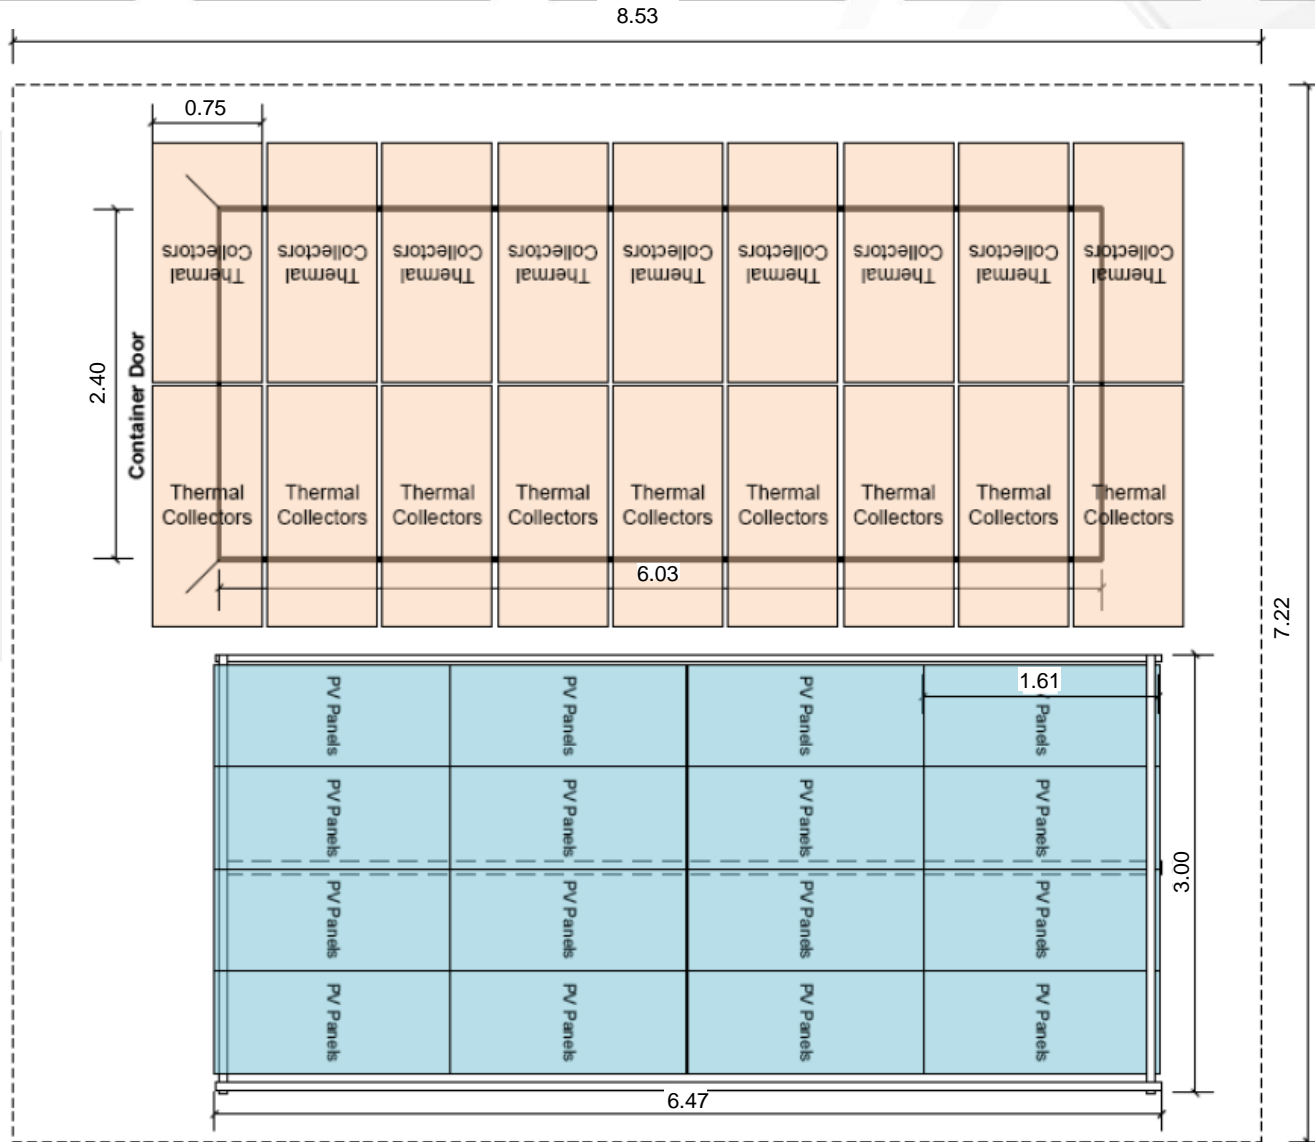 8.53
0.75
Thermal
Collectors
Thermal
Collectors
Thermal
Collectors
Thermal
Collectors
Thermal
Collectors
Thermal
Collectors
Thermal
Collectors
Thermal
Collectors
Thermal
Collectors
2.40
Container Door
Thermal
Collectors
Thermal
Collectors
Thermal
Collectors
Thermal
Collectors
Thermal
Collectors
Thermal
Collectors
Thermal
Collectors
Thermal
Collectors
Thermal
Collectors
6.03
7.22
1.61
PV Panels
PV Panels
PV Panels
Panels
PV Panels
PV Panels
PV Panels
PV Panels
3.00
PV Panels
PV Panels
PV Panels
PV Panels
PV Panels
PV Panels
PV Panels
PV Panels
6.47